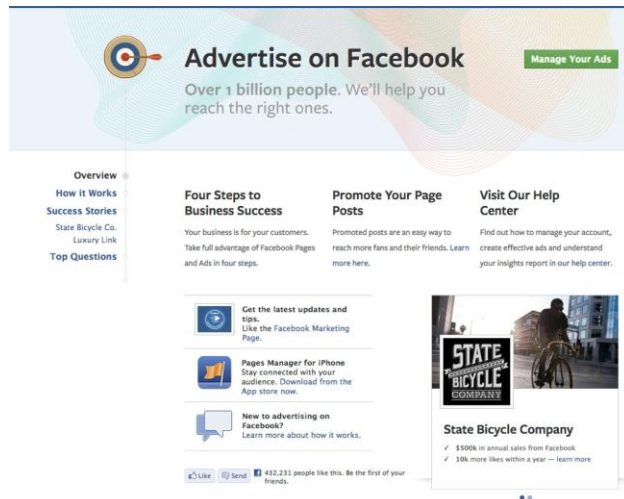 Advertise on Facebook
Manage Your Ads
Over 1 billion people. We'll help you
reach the right ones.
Overview
How it Works
Success Stories
State Bicycle Co.
Luxury Link
Top Questions
Four Steps to
Business Success
Your business is for your customers.
Take full advantage of Facebook Pages
and Ads in four steps.
Promote Your Page
Posts
Promoted posts are an easy way to
reach more fans and their friends. Learn
more here.
Visit Our Help
Center
Find out how to manage your account,
create effective ads and understand
your insights report in our help center.
Get the latest updates and
tips.
Like the Facebook Marketing
Page.
Pages Manager for iPhone
Stay connected with your
audience. Download from the
App store now.
New to advertising on
Facebook?
Learn more about how it works.
Like Send 432,231 people like this. Be the first of your
friends.
STATE
BICYCLE
COMPANY
State Bicycle Company
✓ $500k in annual sales from Facebook
✓ 10k more likes within a year — learn more